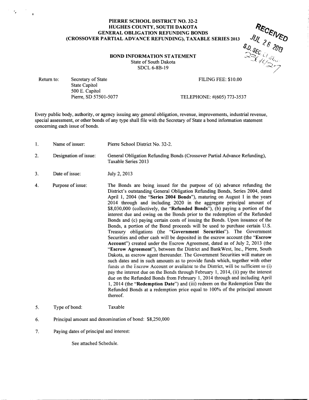 PIERRE SCHOOL DISTRICT NO. 32-2
HUGHES COUNTY, SOUTH DAKOTA
GENERAL OBLIGATION REFUNDING BONDS
(CROSSOVER PARTIAL ADVANCE REFUNDING), TAXABLE SERIES 2013
RECEIVED
JUL 26 2013
S.D. SEC.
BOND INFORMATION STATEMENT
State of South Dakota
SDCL 6-8B-19
Return to: Secretary of State FILING FEE: $10.00
State Capitol
500 E. Capitol
Pierre, SD 57501-5077 TELEPHONE: #(605) 773-3537
Every public body, authority, or agency issuing any general obligation, revenue, improvements, industrial revenue,
special assessment, or other bonds of any type shall file with the Secretary of State a bond information statement
concerning each issue of bonds.
1. Name of issuer: Pierre School District No. 32-2.
2. Designation of issue: General Obligation Refunding Bonds (Crossover Partial Advance Refunding),
Taxable Series 2013
3. Date of issue: July 2, 2013
4. Purpose of issue: The Bonds are being issued for the purpose of (a) advance refunding the
District's outstanding General Obligation Refunding Bonds, Series 2004, dated
April 1, 2004 (the "Series 2004 Bonds"), maturing on August 1 in the years
2014 through and including 2020 in the aggregate principal amount of
$8,030,000 (collectively, the "Refunded Bonds"), (b) paying a portion of the
interest due and owing on the Bonds prior to the redemption of the Refunded
Bonds and (c) paying certain costs of issuing the Bonds. Upon issuance of the
Bonds, a portion of the Bond proceeds will be used to purchase certain U.S.
Treasury obligations (the "Government Securities"). The Government
Securities and other cash will be deposited in the escrow account (the "Escrow
Account") created under the Escrow Agreement, dated as of July 2, 2013 (the
"Escrow Agreement"), between the District and BankWest, Inc., Pierre, South
Dakota, as escrow agent thereunder. The Government Securities will mature on
such dates and in such amounts as to provide funds which, together with other
funds in the Escrow Account or available to the District, will be sufficient to (i)
pay the interest due on the Bonds through February 1, 2014, (ii) pay the interest
due on the Refunded Bonds from February 1, 2014 through and including April
1, 2014 (the "Redemption Date") and (iii) redeem on the Redemption Date the
Refunded Bonds at a redemption price equal to 100% of the principal amount
thereof.
5. Type of bond: Taxable
6. Principal amount and denomination of bond: $8,250,000
7. Paying dates of principal and interest:
See attached Schedule.